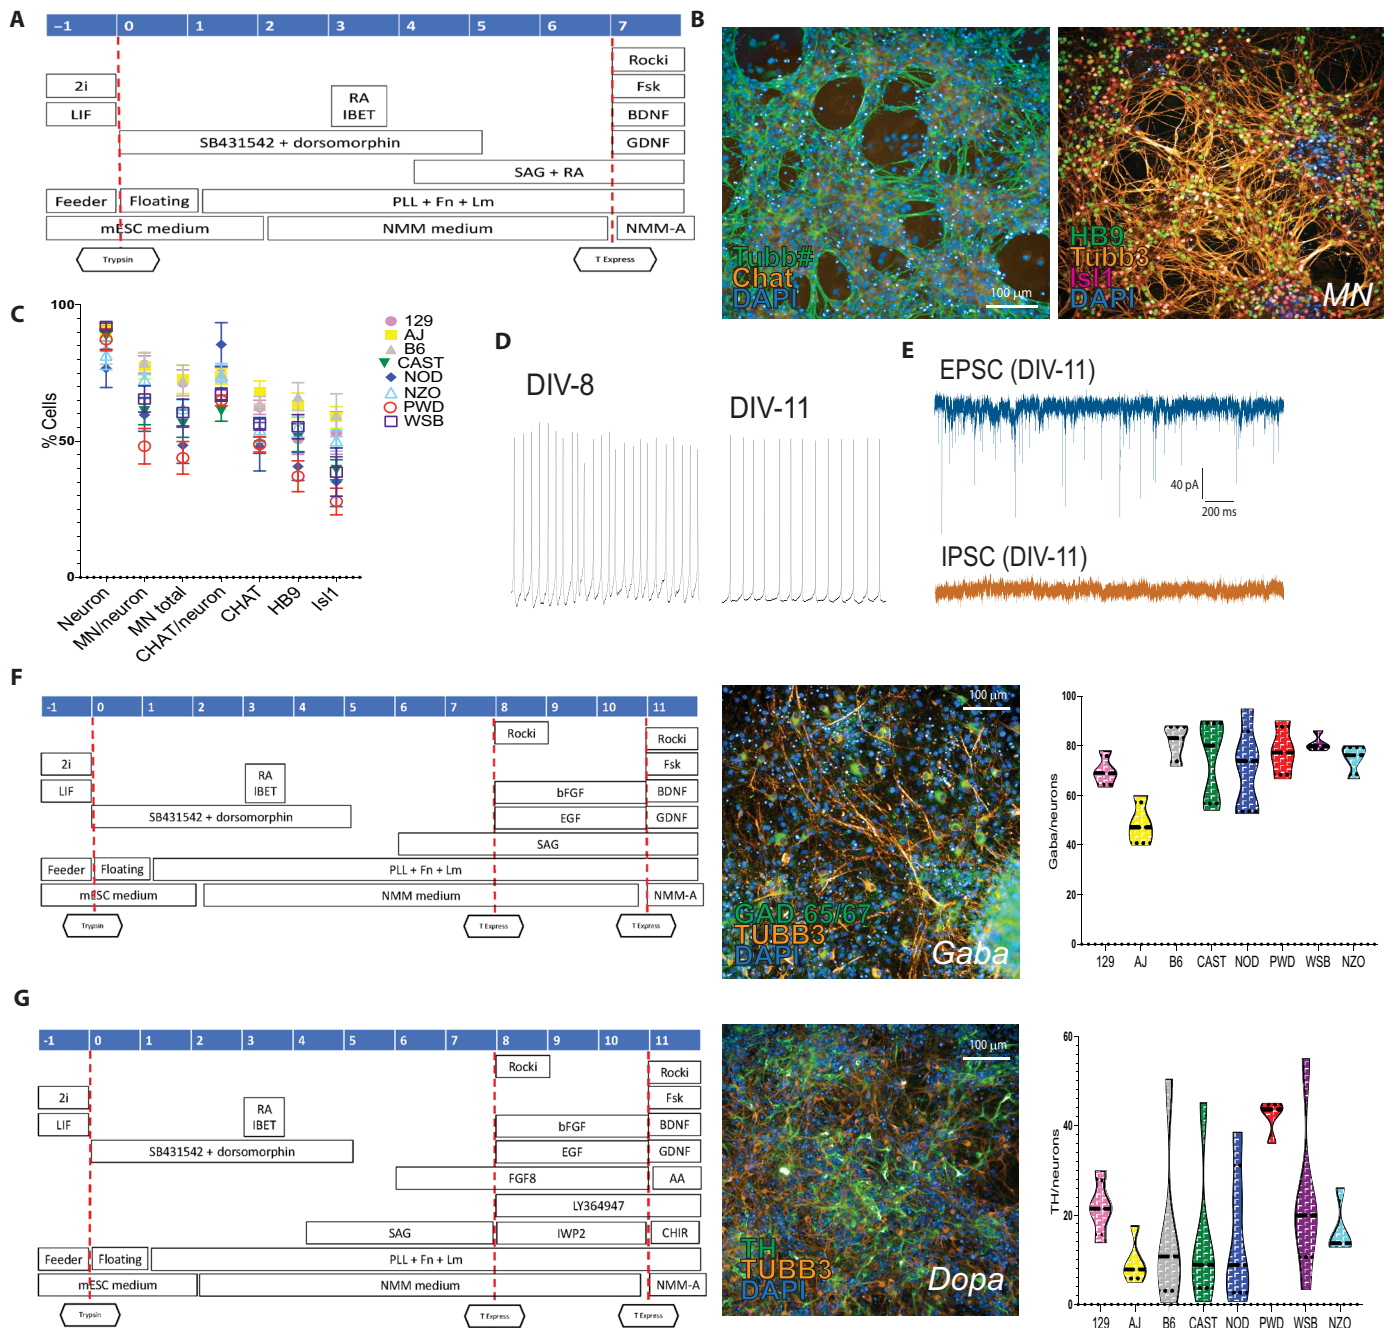 A
-1 0 1 2 3 4 5 6 7
Rocki
2i
RA
IBET
Fsk
LIF
BDNF
SB431542 + dorsomorphin
GDNF
SAG + RA
Feeder
Floating
PLL + Fn + Lm
mESC medium
NMM medium
NMM-A
Trypsin
T Express
B
Tubb#
Chat
DAPI
100 µm
HB9
Tubb3
Isl1
DAPI
MN
C
100
50
0
% Cells
Neuron
MN/neuron
MN total
CHAT/neuron
CHAT
HB9
Isl1
129
AJ
B6
CAST
NOD
NZO
PWD
WSB
D
DIV-8
DIV-11
E
EPSC (DIV-11)
40 pA
200 ms
IPSC (DIV-11)
F
-1 0 1 2 3 4 5 6 7 8 9 10 11
Rocki
Rocki
2i
RA
IBET
Fsk
LIF
bFGF
BDNF
SB431542 + dorsomorphin
EGF
GDNF
SAG
Feeder
Floating
PLL + Fn + Lm
mESC medium
NMM medium
NMM-A
Trypsin
T Express
T Express
100 µm
GAD 65/67
TUBB3
DAPI
Gaba
100
80
60
40
20
0
Gaba/neurons
129 AJ B6 CAST NOD PWD WSB NZO
G
-1 0 1 2 3 4 5 6 7 8 9 10 11
Rocki
Rocki
2i
RA
IBET
Fsk
LIF
bFGF
BDNF
SB431542 + dorsomorphin
EGF
GDNF
FGF8
AA
LY364947
SAG
IWP2
CHIR
Feeder
Floating
PLL + Fn + Lm
mESC medium
NMM medium
NMM-A
Trypsin
T Express
T Express
100 µm
TH
TUBB3
DAPI
Dopa
60
40
20
0
TH/neurons
129 AJ B6 CAST NOD PWD WSB NZO